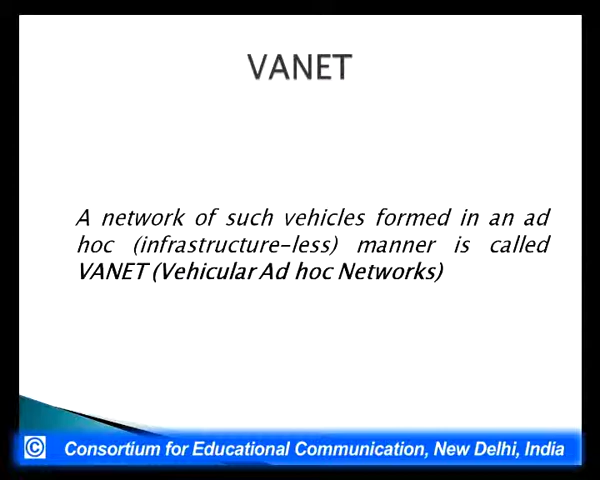 VANET
A network of such vehicles formed in an ad
hoc (infrastructure-less) manner is called
VANET (Vehicular Ad hoc Networks)
© Consortium for Educational Communication, New Delhi, India